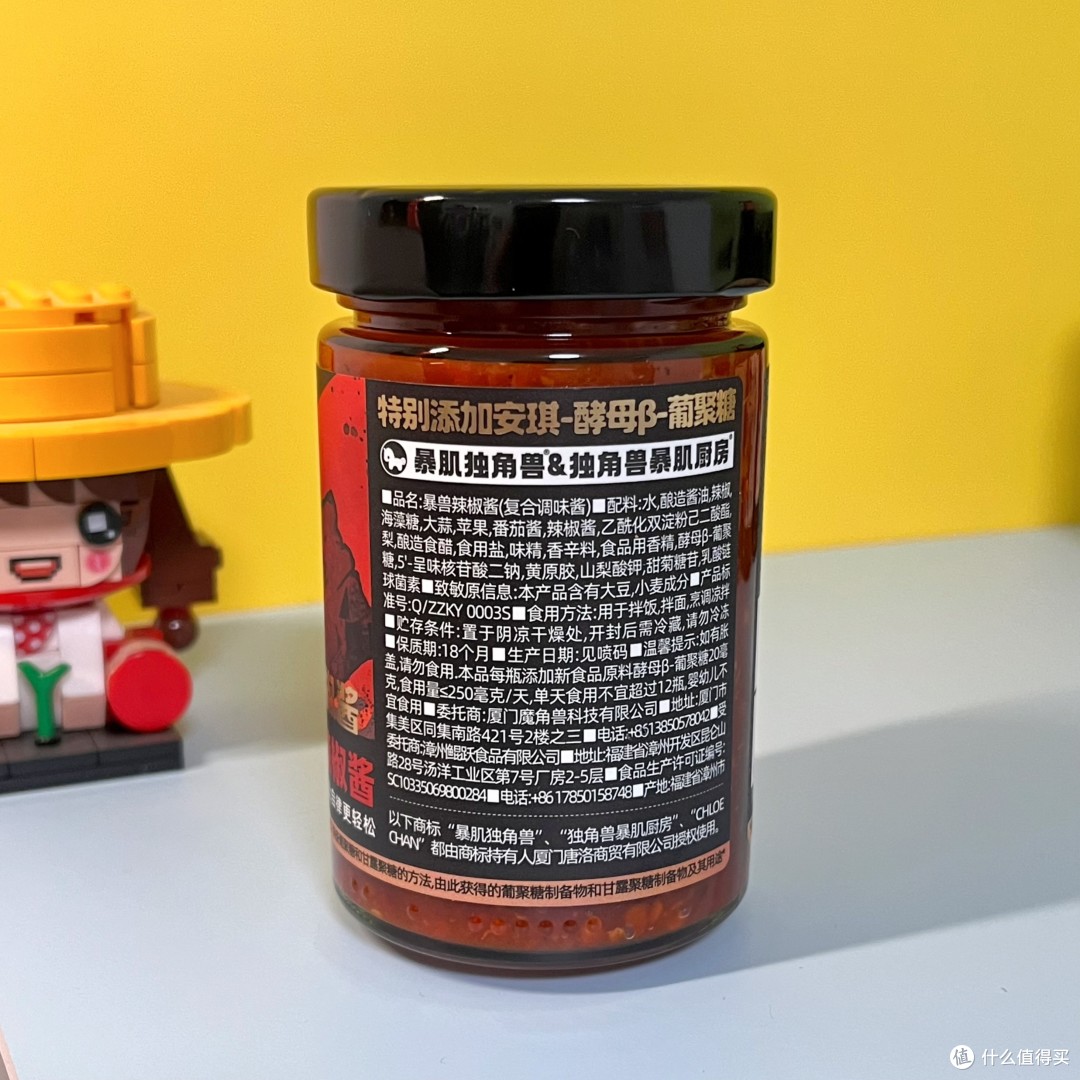 特别添加安琪-酵母β-葡聚糖
暴肌独角兽®&独角兽暴肌厨房®
■品名:暴兽辣椒酱(复合调味酱)■配料:水,酿造酱油,辣椒,
海藻糖,大蒜,苹果,番茄酱,辣椒酱,乙酰化双淀粉己二酸酯,
梨,酿造食醋,食用盐,味精,香辛料,食品用香精,酵母β-葡聚
糖,5'-呈味核苷酸二钠,黄原胶,山梨酸钾,甜菊糖苷,乳酸链
球菌素■致敏原信息:本产品含有大豆,小麦成分■产品标
准号:Q/ZZKY 0003S■食用方法:用于拌饭,拌面,烹调凉拌
■贮存条件:置于阴凉干燥处,开封后需冷藏,请勿冷冻
■保质期:18个月■生产日期:见喷码■温馨提示:如有胀
盖,请勿食用.本品每瓶添加新食品原料酵母β-葡聚糖20毫
克,食用量≤250毫克/天,单天食用不宜超过12瓶,婴幼儿不
宜食用■委托商:厦门魔角兽科技有限公司■地址:厦门市
集美区同集南路421号2楼之三■电话:+8513850578042■受
委托商:漳州鲲跃食品有限公司■地址:福建省漳州开发区昆仑山
路28号汤洋工业区第7号厂房2-5层■食品生产许可证编号:
SC10335069800284■电话:+86 17850158748■产地:福建省漳州市
以下商标“暴肌独角兽”、“独角兽暴肌厨房”、“CHLOE
CHAN”都由商标持有人厦门唐洛商贸有限公司授权使用。
聚糖和甘露聚糖的方法,由此获得的葡聚糖制备物和甘露聚糖制备物及其用途"
酱
椒酱
自律更轻松
值 什么值得买